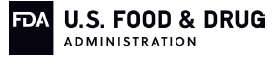 FDA U.S. FOOD & DRUG
ADMINISTRATION